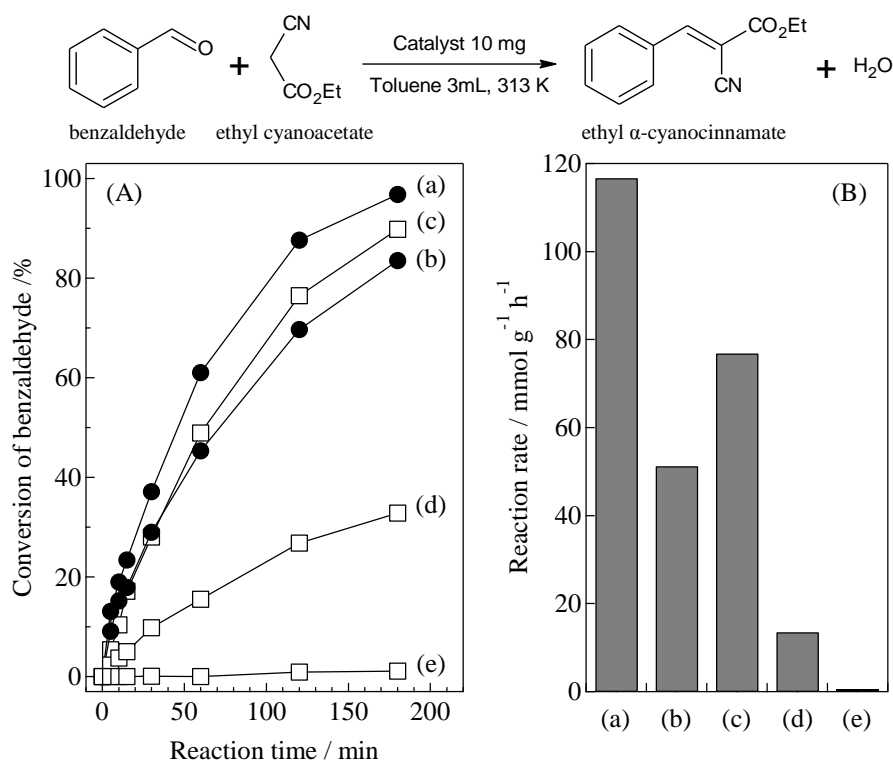 O
CN
CO₂Et
+
Catalyst 10 mg
Toluene 3mL, 313 K
CO₂Et
CN
+ H₂O
benzaldehyde ethyl cyanoacetate ethyl α-cyanocinnamate
(A)
Conversion of benzaldehyde /%
100
80
60
40
20
0
(a)
(c)
(b)
(d)
(e)
0 50 100 150 200
Reaction time / min
(B)
Reaction rate / mmol g⁻¹ h⁻¹
120
100
80
60
40
20
0
(a) (b) (c) (d) (e)